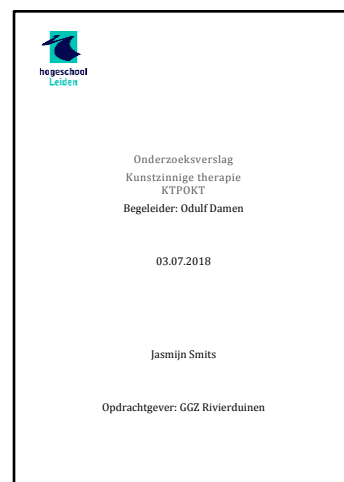 hogeschool
Leiden
Onderzoeksverslag
Kunstzinnige therapie
KTPOKT
Begeleider: Odulf Damen
03.07.2018
Jasmijn Smits
Opdrachtgever: GGZ Rivierduinen